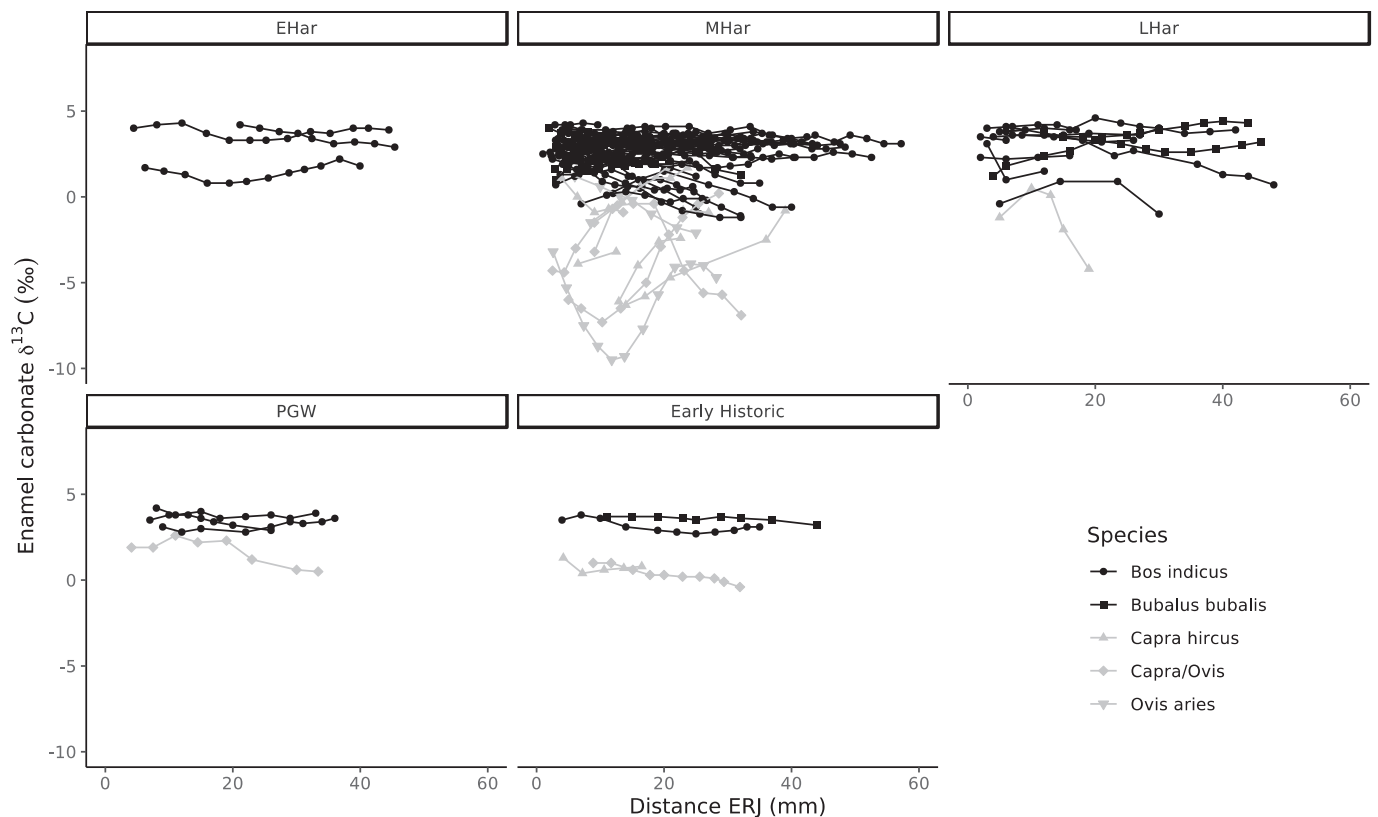 EHar
MHar
LHar
5
0
-5
-10
0 20 40 60
PGW
Early Historic
5
0
-5
-10
0 20 40 60
0 20 40 60
Enamel carbonate δ¹³C (‰)
Distance ERJ (mm)
Species
Bos indicus
Bubalus bubalis
Capra hircus
Capra/Ovis
Ovis aries